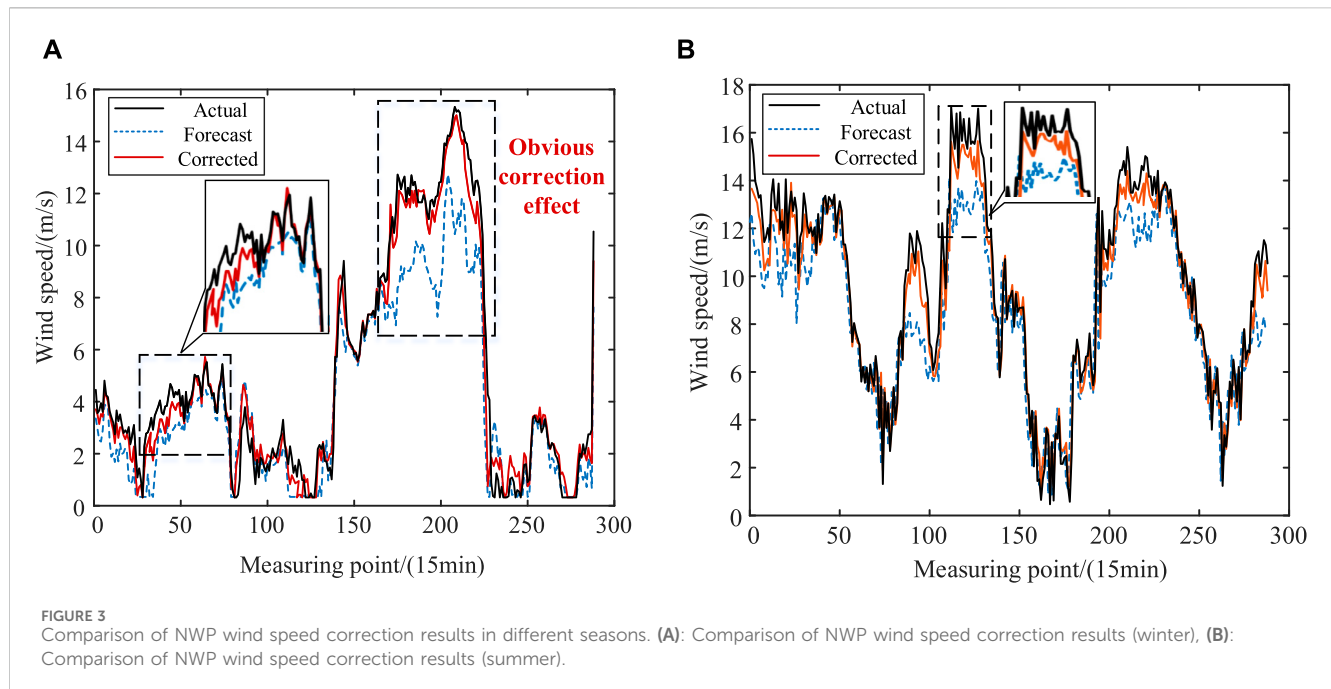 A
Wind speed/(m/s)
16
14
12
10
8
6
4
2
0
Actual
Forecast
Corrected
Obvious
correction
effect
0
50
100
150
200
250
300
Measuring point/(15min)
B
Wind speed/(m/s)
18
16
14
12
10
8
6
4
2
0
Actual
Forecast
Corrected
0
50
100
150
200
250
300
Measuring point/(15min)
FIGURE 3
Comparison of NWP wind speed correction results in different seasons. (A): Comparison of NWP wind speed correction results (winter), (B):
Comparison of NWP wind speed correction results (summer).